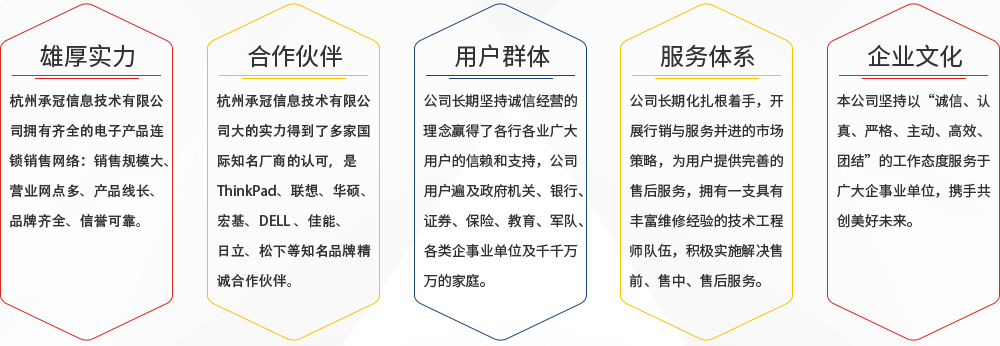 雄厚实力
杭州承冠信息技术有限公
司拥有齐全的电子产品连
锁销售网络：销售规模大、
营业网点多、产品线长、
品牌齐全、信誉可靠。
合作伙伴
杭州承冠信息技术有限公
司大的实力得到了多家国
际知名厂商的认可，是
ThinkPad、联想、华硕、
宏基、DELL 、佳能、
日立、松下等知名品牌精
诚合作伙伴。
用户群体
公司长期坚持诚信经营的
理念赢得了各行各业广大
用户的信赖和支持，公司
用户遍及政府机关、银行、
证券、保险、教育、军队、
各类企事业单位及千千万
万的家庭。
服务体系
公司长期化扎根着手，开
展行销与服务并进的市场
策略，为用户提供完善的
售后服务，拥有一支具有
丰富维修经验的技术工程
师队伍，积极实施解决售
前、售中、售后服务。
企业文化
本公司坚持以“诚信、认
真、严格、主动、高效、
团结”的工作态度服务于
广大企事业单位，携手共
创美好未来。